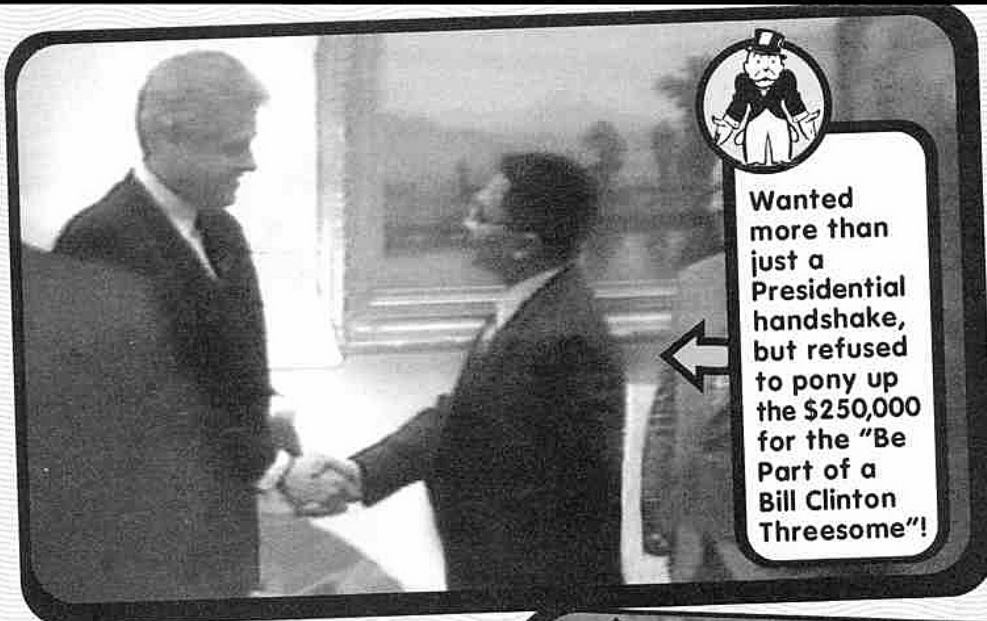 Wanted
more than
just a
Presidential
handshake,
but refused
to pony up
the $250,000
for the "Be
Part of a
Bill Clinton
Threesome"!